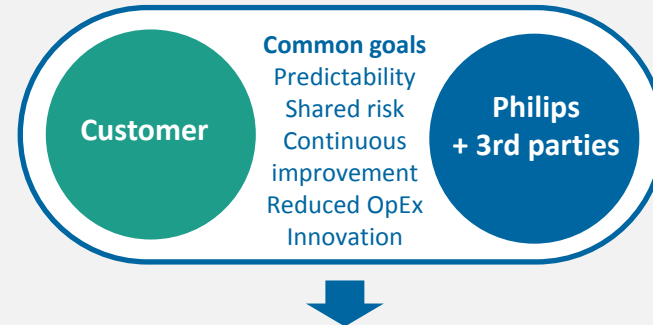 Customer
Common goals
Predictability
Shared risk
Continuous
improvement
Reduced OpEx
Innovation
Philips
+ 3rd parties